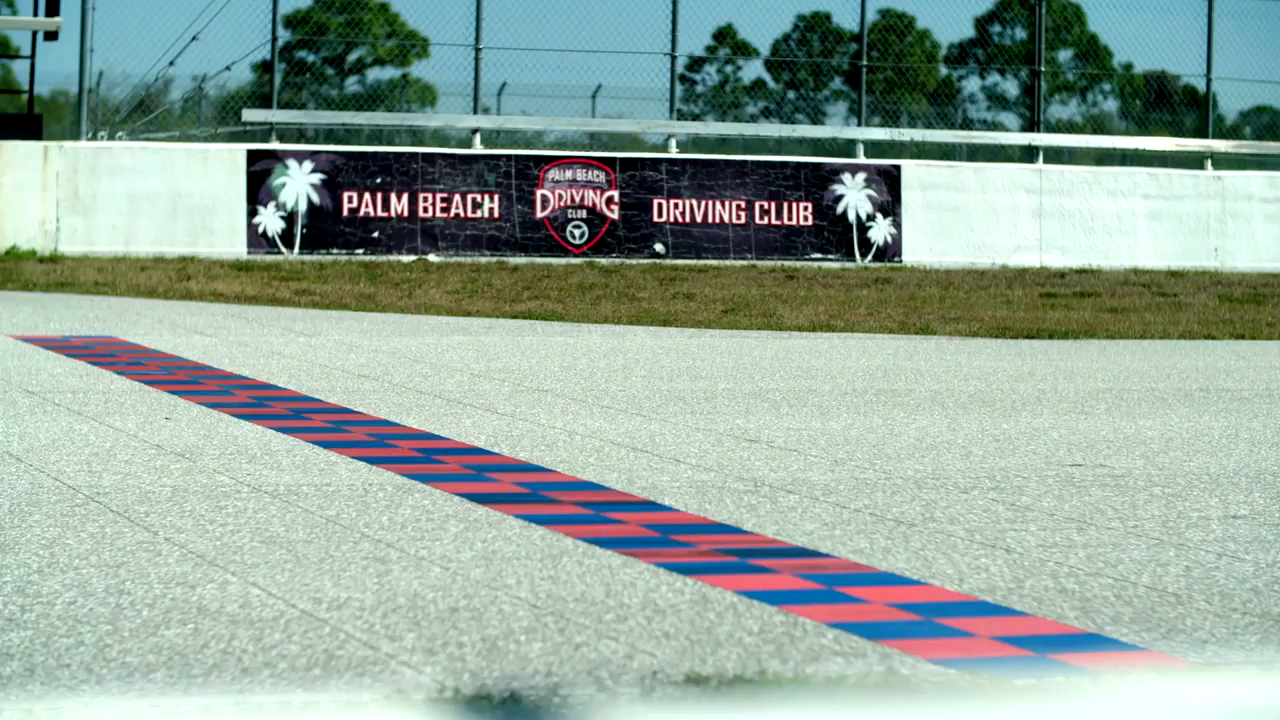 PALM BEACH
PALM BEACH
DRIVING
CLUB
DRIVING CLUB